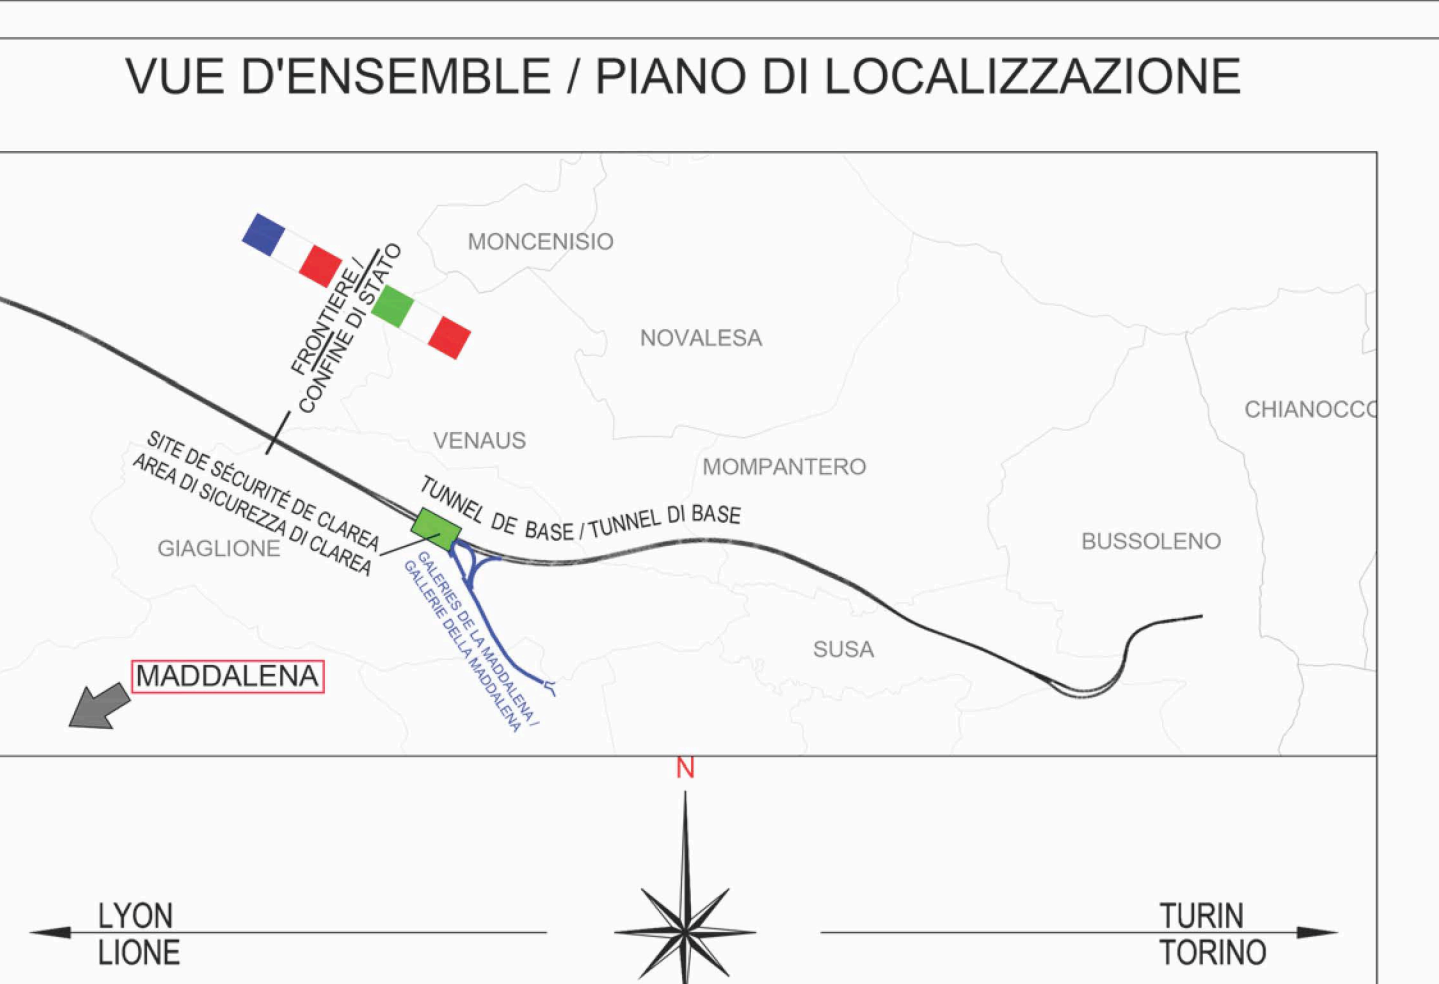 VUE D'ENSEMBLE / PIANO DI LOCALIZZAZIONE
MONCENISIO
FRONTIERE /
CONFINE DI STATO
NOVALESA
CHIANOCCO
VENAUS
MOMPANTERO
SITE DE SÉCURITÉ DE CLAREA
AREA DI SICUREZZA DI CLAREA
TUNNEL DE BASE / TUNNEL DI BASE
GIAGLIONE
BUSSOLENO
GALERIES DE LA MADDALENA /
GALLERIE DELLA MADDALENA
SUSA
MADDALENA
N
LYON
LIONE
TURIN
TORINO